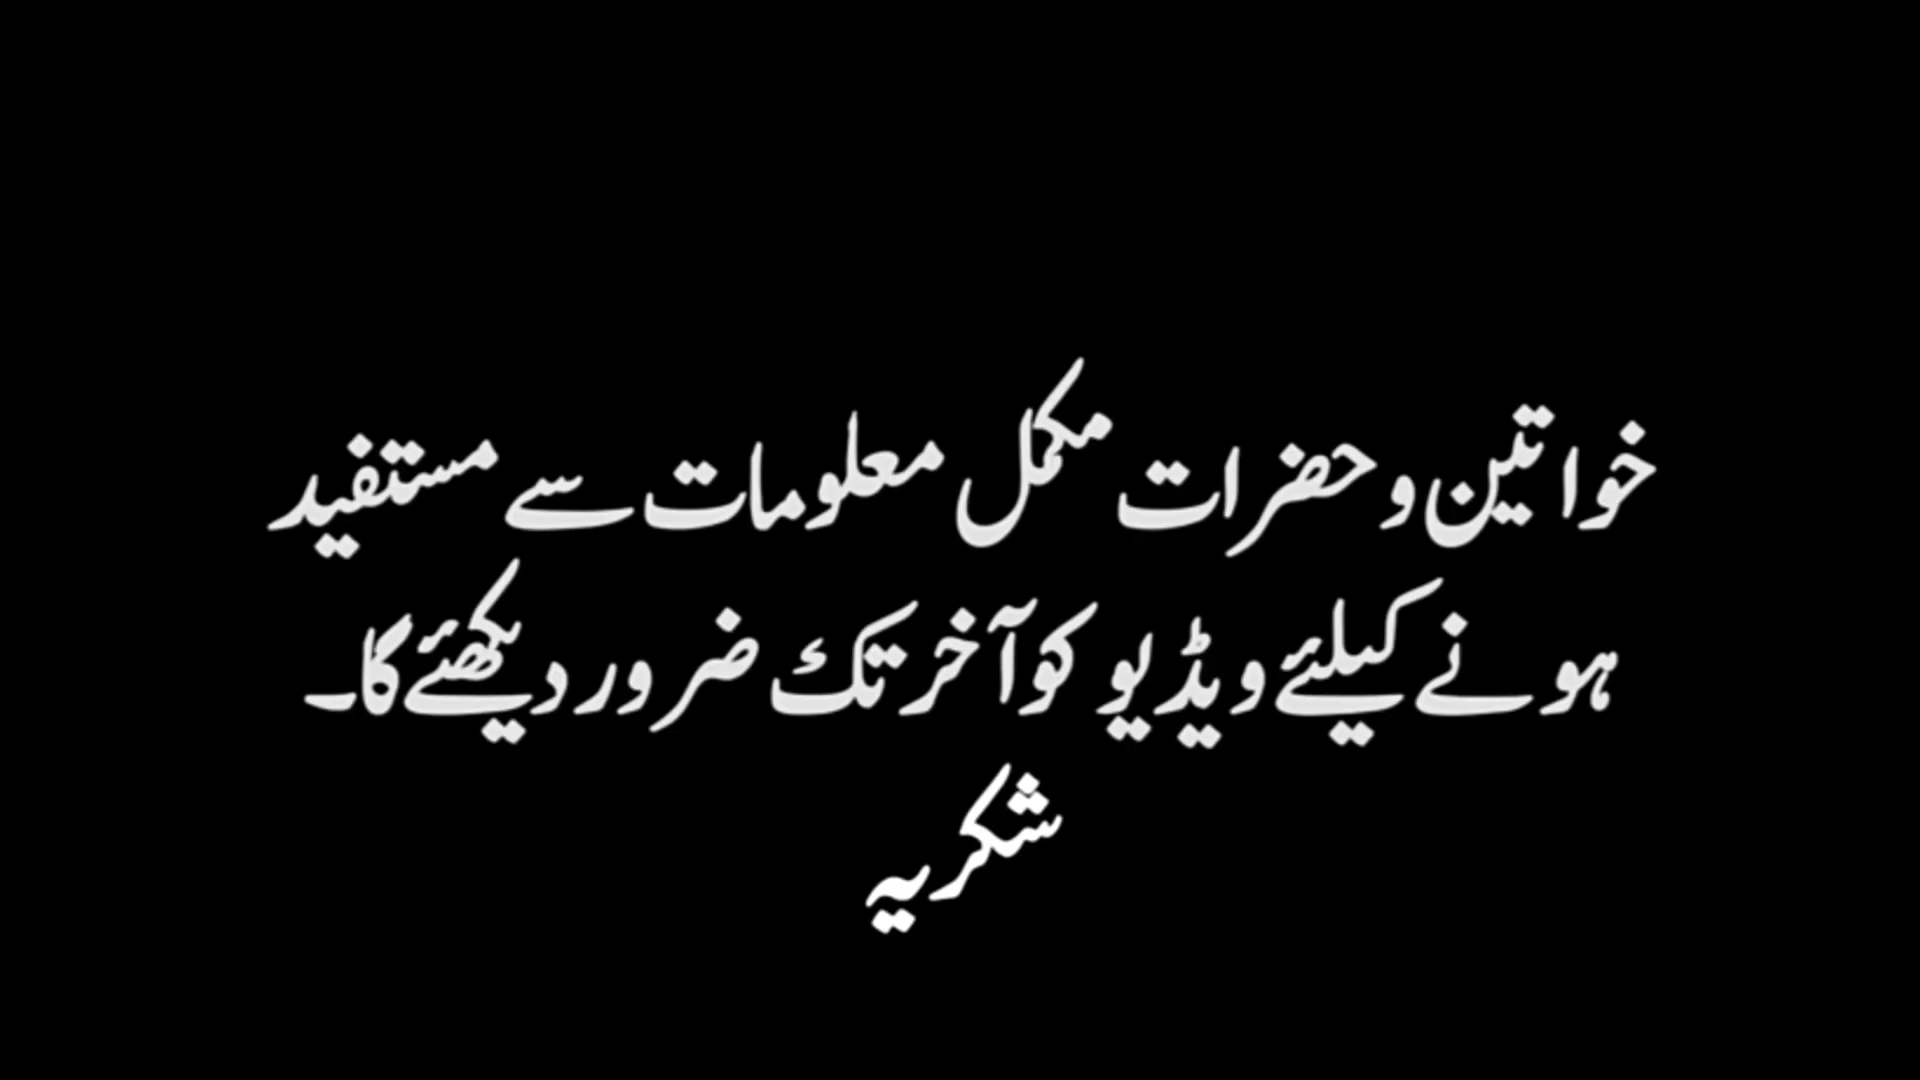 خواتین و حضرات مکمل معلومات سے مستفید
ہونے کیلئے ویڈیو کو آخر تک ضرور دیکھئے گا۔
شکریہ